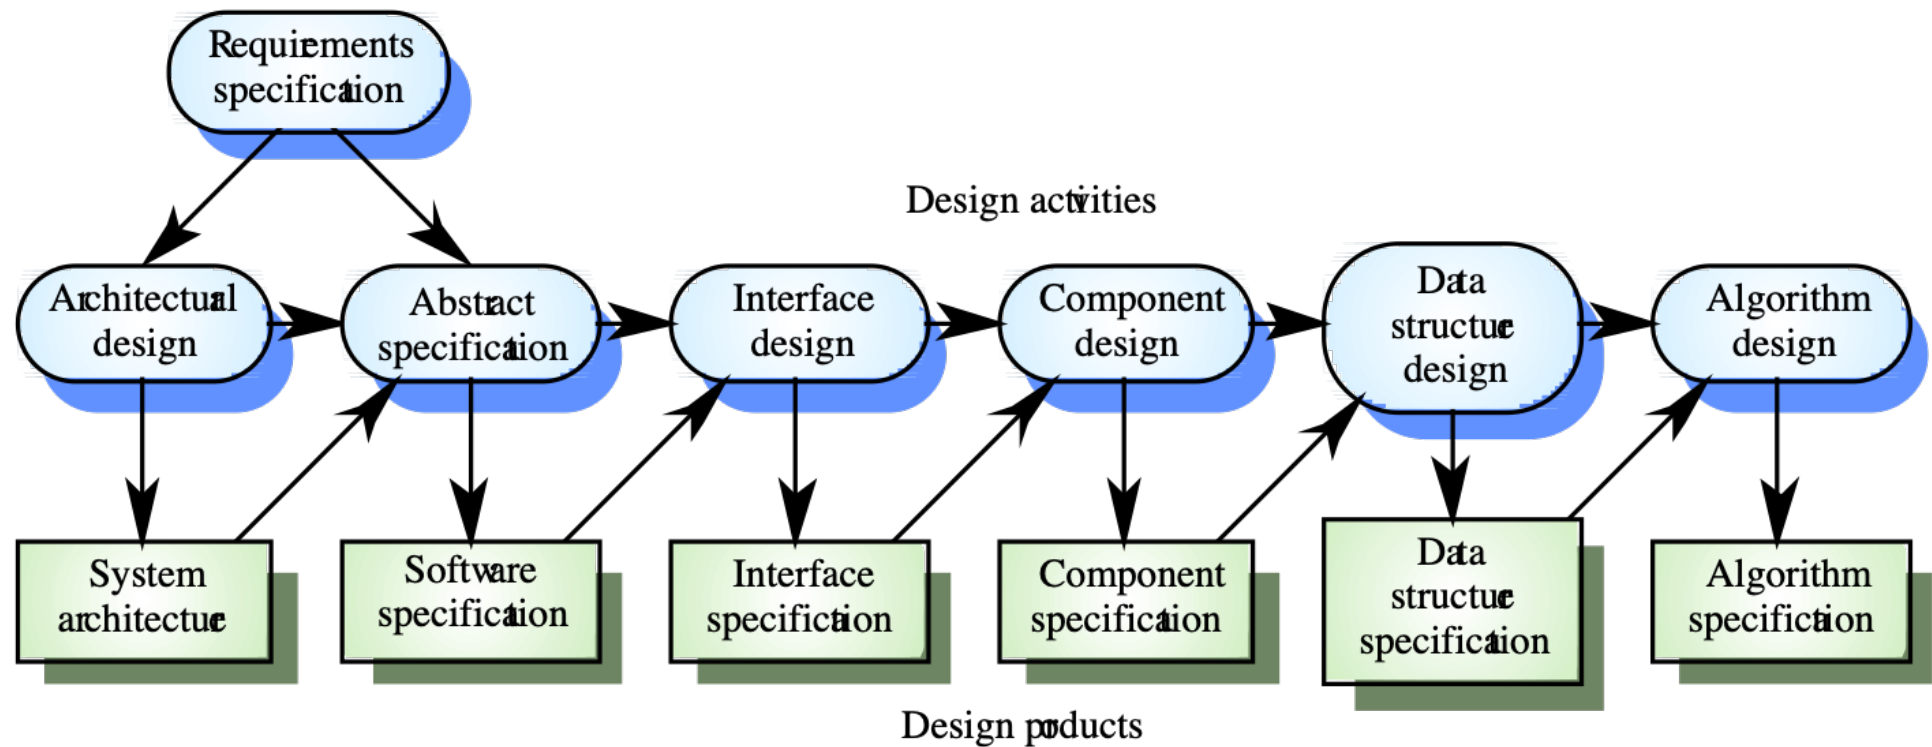 Requirements
specification
Design activities
Architectural
design
Abstract
specification
Interface
design
Component
design
Data
structure
design
Algorithm
design
System
architecture
Software
specification
Interface
specification
Component
specification
Data
structure
specification
Algorithm
specification
Design products